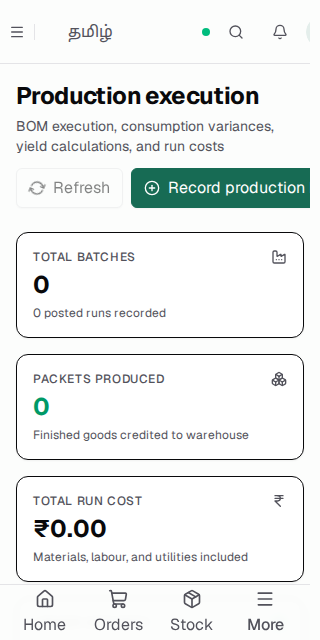 தமிழ்
Production execution
BOM execution, consumption variances,
yield calculations, and run costs
Refresh
Record production
TOTAL BATCHES
0
0 posted runs recorded
PACKETS PRODUCED
0
Finished goods credited to warehouse
TOTAL RUN COST
₹
₹0.00
Materials, labour, and utilities included
Home
Orders
Stock
More